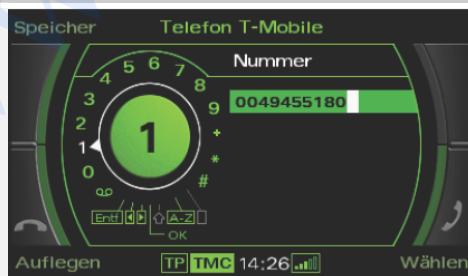 Speicher Telefon T-Mobile
Nummer
0049455180
1
0 1 2 3 4 5 6 7 8 9 + * #
Entf A-Z
OK
Auflegen TP TMC 14:26 Wählen